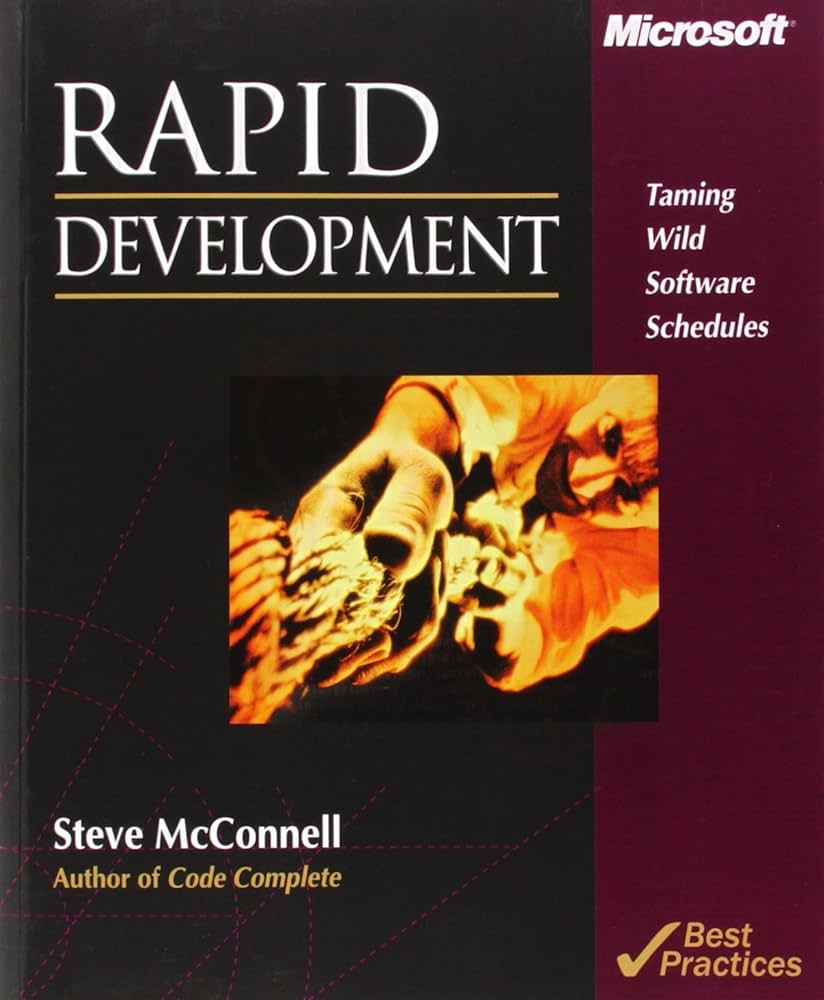 Microsoft®
RAPID
DEVELOPMENT
Taming
Wild
Software
Schedules
Steve McConnell
Author of Code Complete
Best
Practices